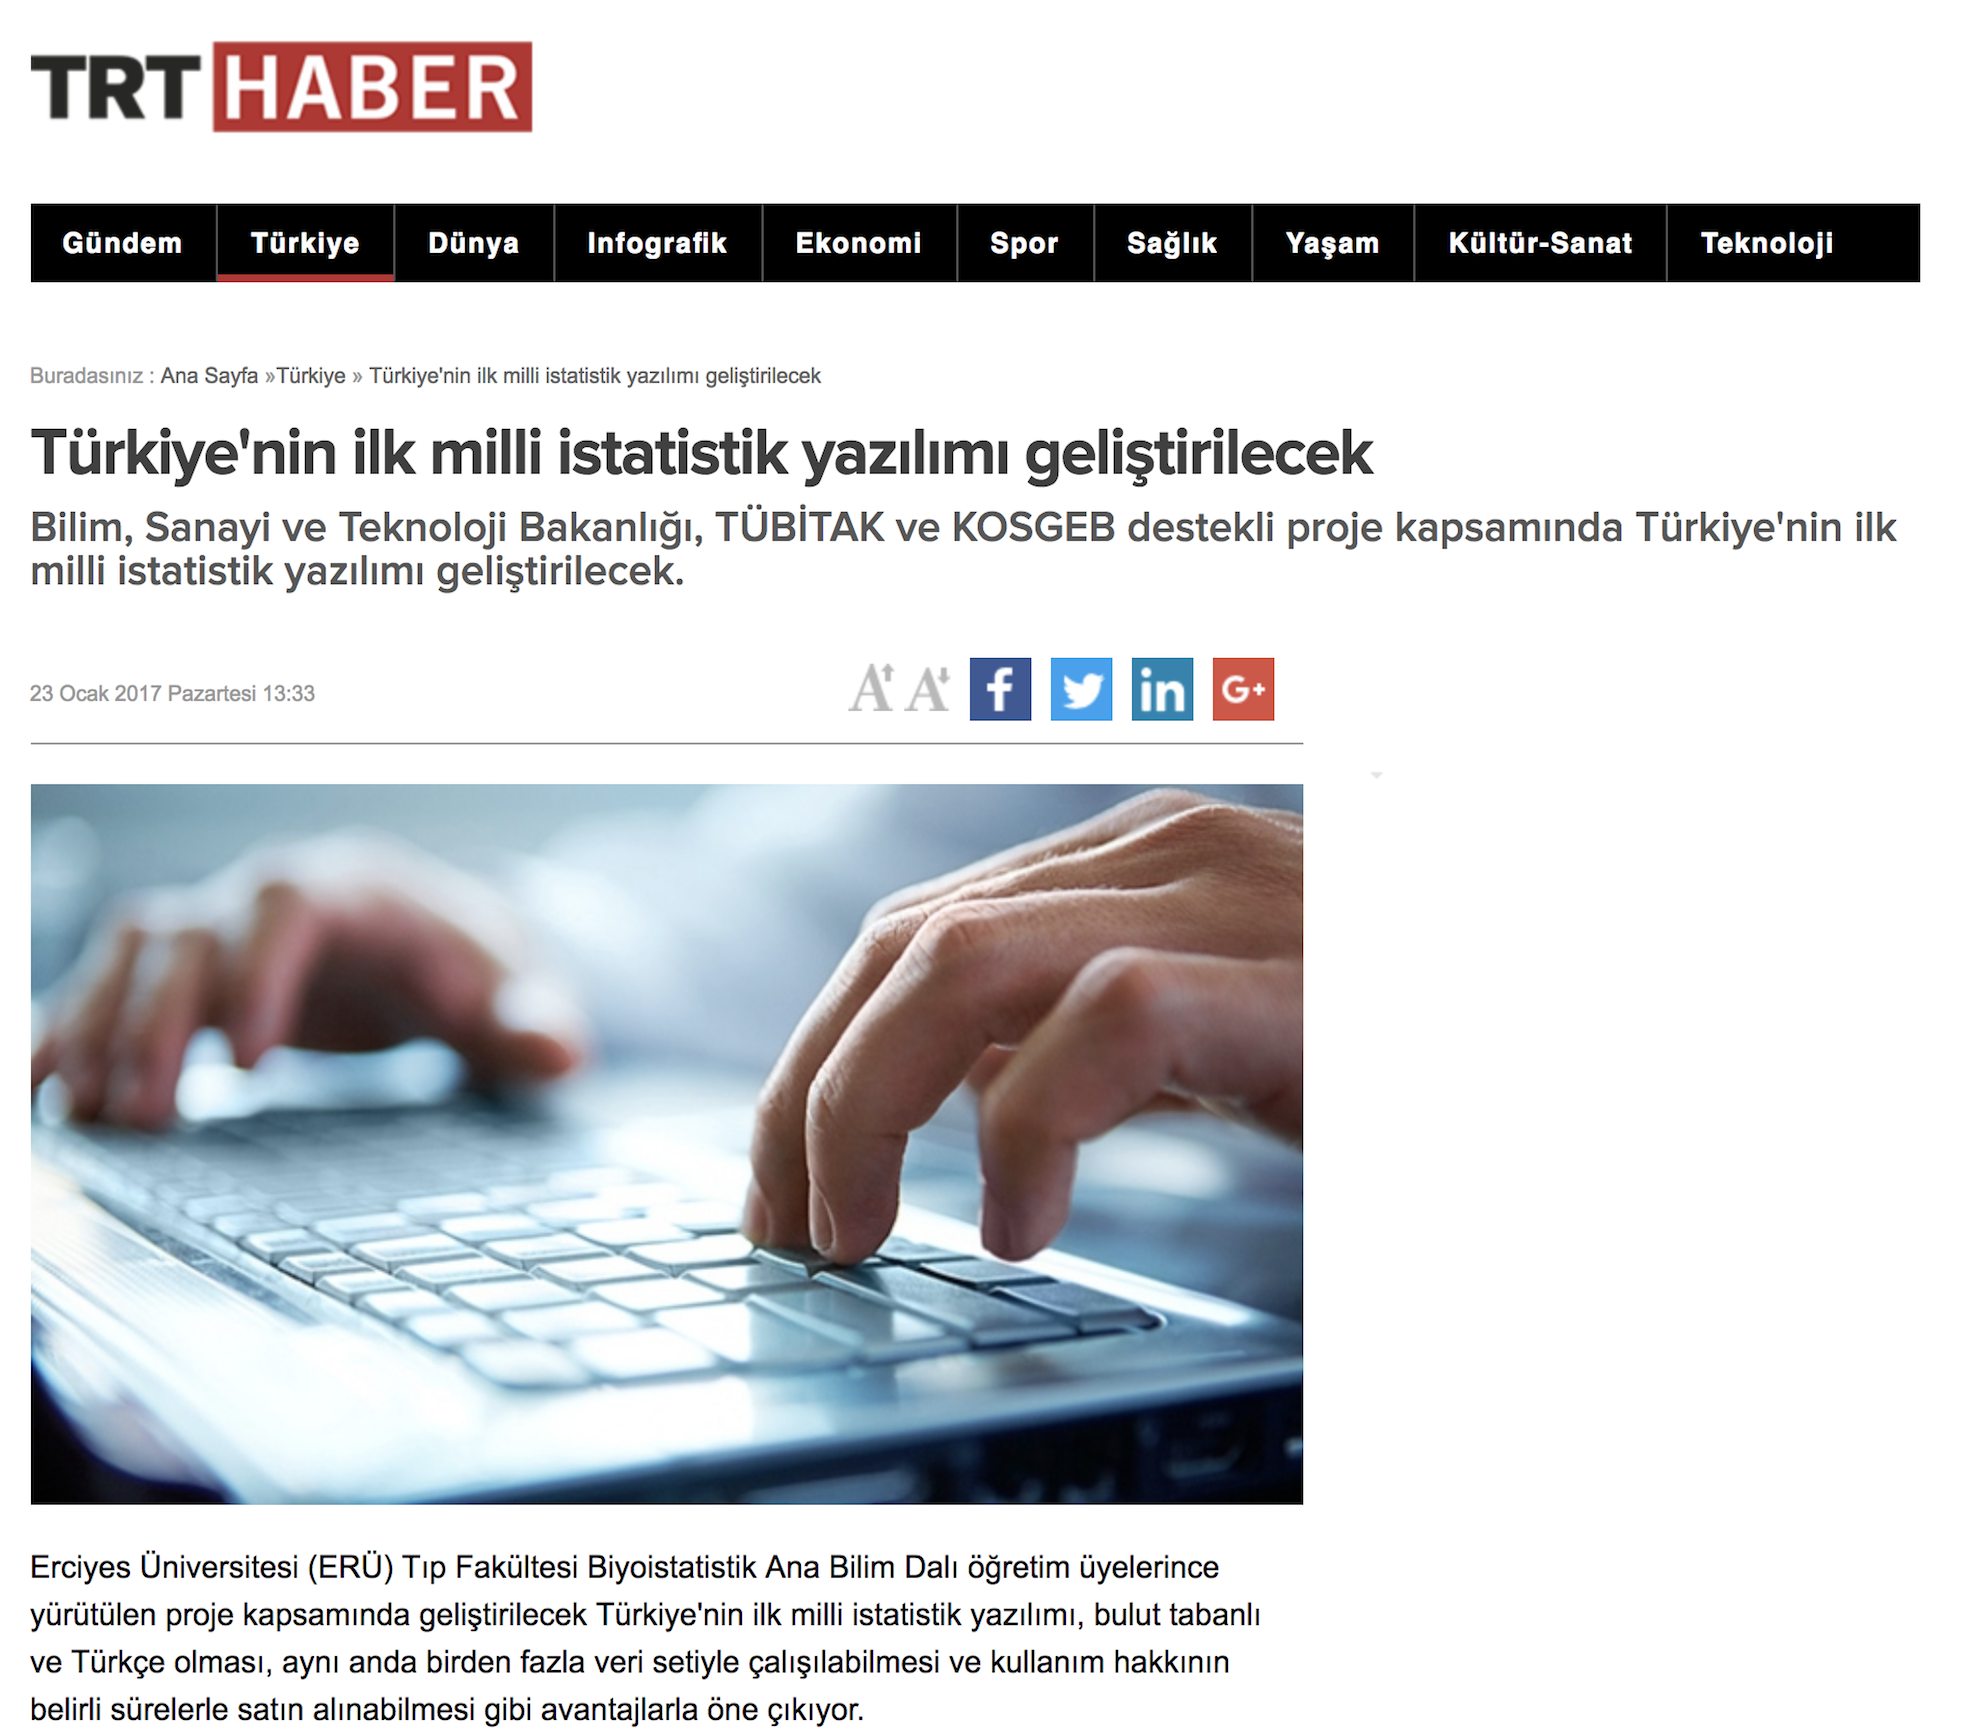 TRT HABER
Gündem Türkiye Dünya Infografik Ekonomi Spor Sağlık Yaşam Kültür-Sanat Teknoloji
Buradasınız : Ana Sayfa »Türkiye » Türkiye'nin ilk milli istatistik yazılımı geliştirilecek
Türkiye'nin ilk milli istatistik yazılımı geliştirilecek
Bilim, Sanayi ve Teknoloji Bakanlığı, TÜBİTAK ve KOSGEB destekli proje kapsamında Türkiye'nin ilk
milli istatistik yazılımı geliştirilecek.
23 Ocak 2017 Pazartesi 13:33 A A f in G+
Erciyes Üniversitesi (ERÜ) Tıp Fakültesi Biyoistatistik Ana Bilim Dalı öğretim üyelerince
yürütülen proje kapsamında geliştirilecek Türkiye'nin ilk milli istatistik yazılımı, bulut tabanlı
ve Türkçe olması, aynı anda birden fazla veri setiyle çalışılabilmesi ve kullanım hakkının
belirli sürelerle satın alınabilmesi gibi avantajlarla öne çıkıyor.